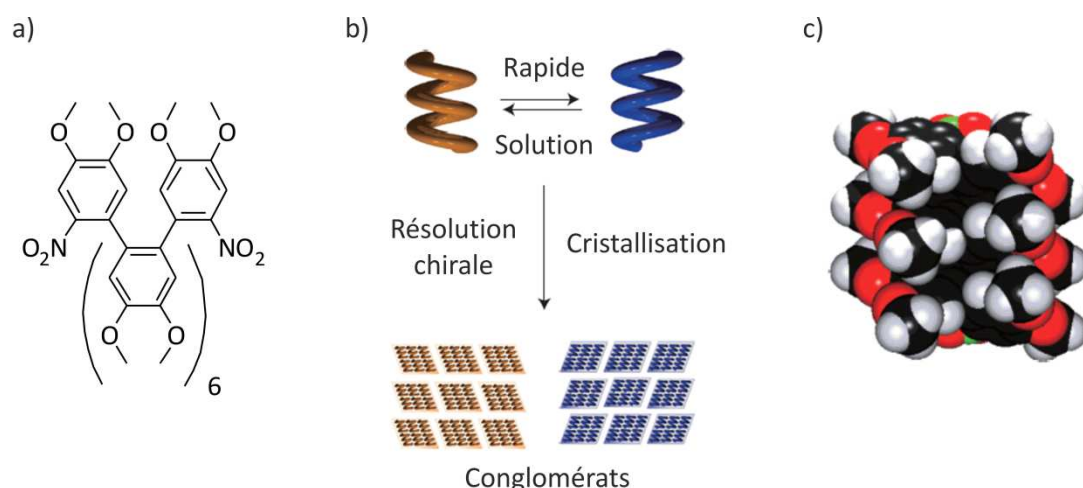 a)
b)
c)
Rapide
Solution
Résolution
chirale
Cristallisation
Conglomérats
O O O O
O₂N NO₂
O O
6